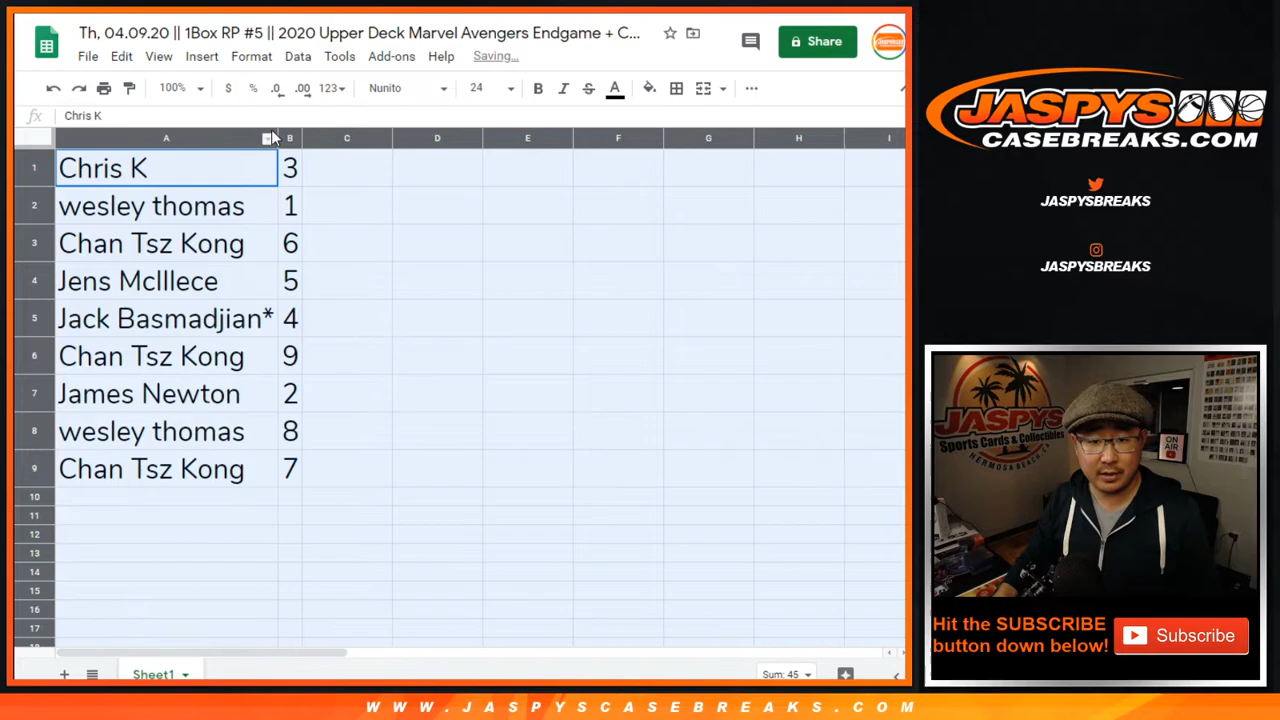 Th, 04.09.20 || 1Box RP #5 || 2020 Upper Deck Marvel Avengers Endgame + C...
File Edit View Insert Format Data Tools Add-ons Help Saving...
Share
100% $ % .0 .00 123 Nunito 24 B I S A
fx Chris K
A B C D E F G H I
1 Chris K 3
2 wesley thomas 1
3 Chan Tsz Kong 6
4 Jens McIllece 5
5 Jack Basmadjian* 4
6 Chan Tsz Kong 9
7 James Newton 2
8 wesley thomas 8
9 Chan Tsz Kong 7
10
11
12
13
14
15
16
17
Sheet1
Sum: 45
JASPYS
CASEBREAKS.COM
JASPYSBREAKS
JASPYSBREAKS
JASPYS
Sports Cards & Collectibles
HERMOSA BEACH, CA
ON AIR
Hit the SUBSCRIBE
button down below!
Subscribe
WWW.JASPYSCASEBREAKS.COM